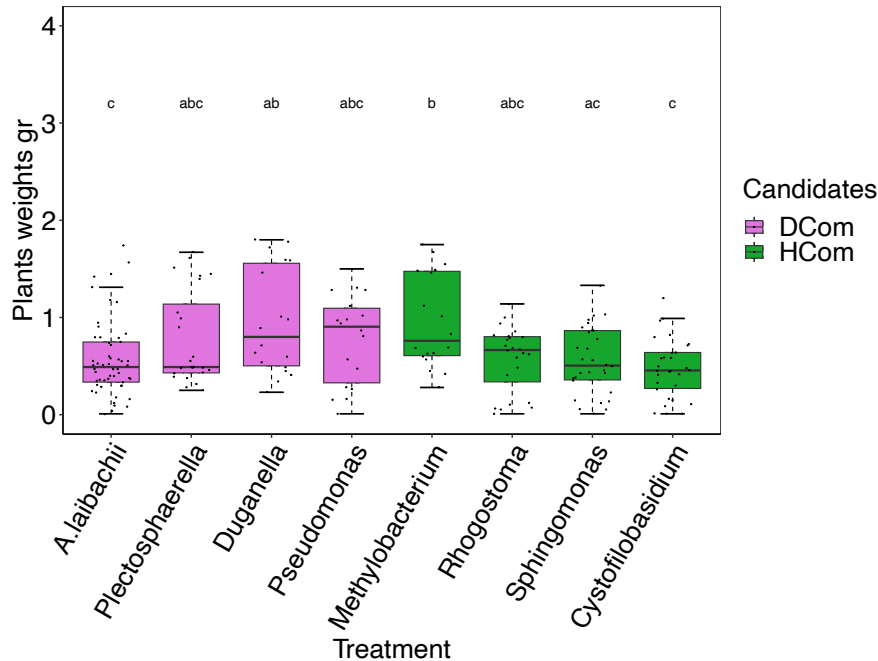 Plants weights gr
4
3
2
1
0
c abc ab abc b abc ac c
A.laibachii
Plectosphaerella
Duganella
Pseudomonas
Methylobacterium
Rhogostoma
Sphingomonas
Cystofilobasidium
Treatment
Candidates
DCom
HCom